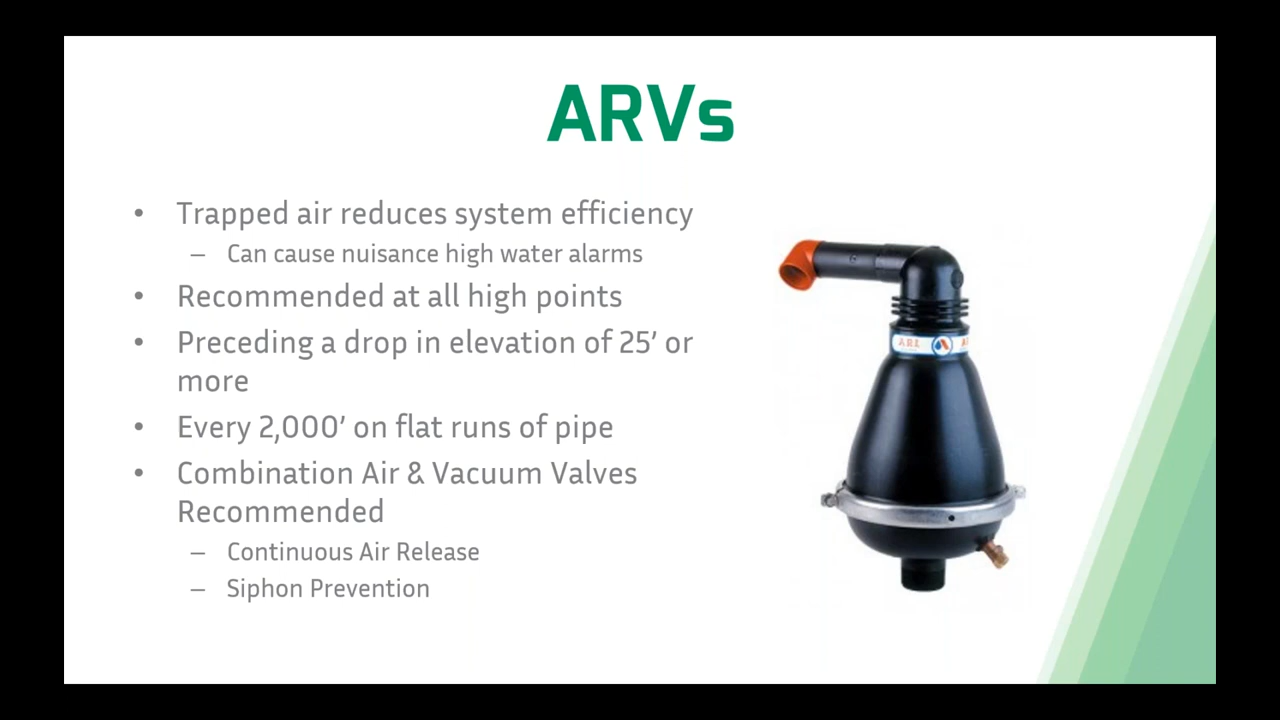 ARVs
• Trapped air reduces system efficiency
– Can cause nuisance high water alarms
• Recommended at all high points
• Preceding a drop in elevation of 25’ or
more
• Every 2,000’ on flat runs of pipe
• Combination Air & Vacuum Valves
Recommended
– Continuous Air Release
– Siphon Prevention
A.R.I.